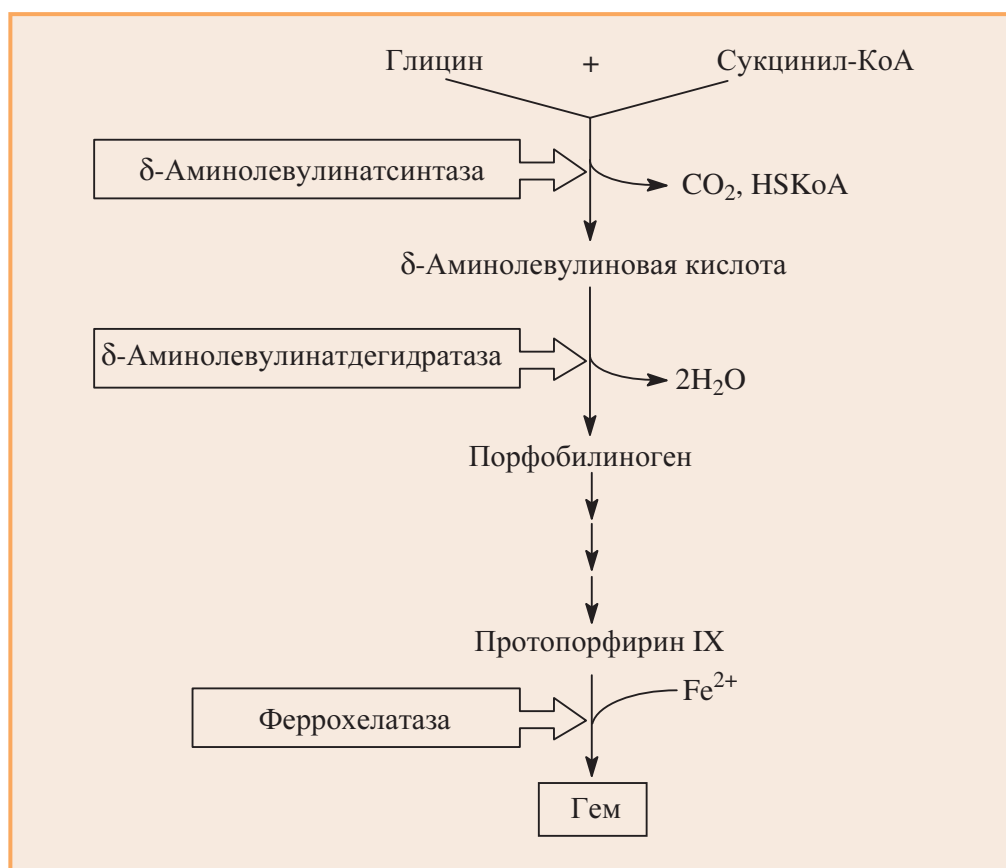 Глицин + Сукцинил-КоА
δ-Аминолевулинатсинтаза
CO₂, HSKoA
δ-Аминолевулиновая кислота
δ-Аминолевулинатдегидратаза
2H₂O
Порфобилиноген
Протопорфирин IX
Fe²⁺
Феррохелатаза
Гем